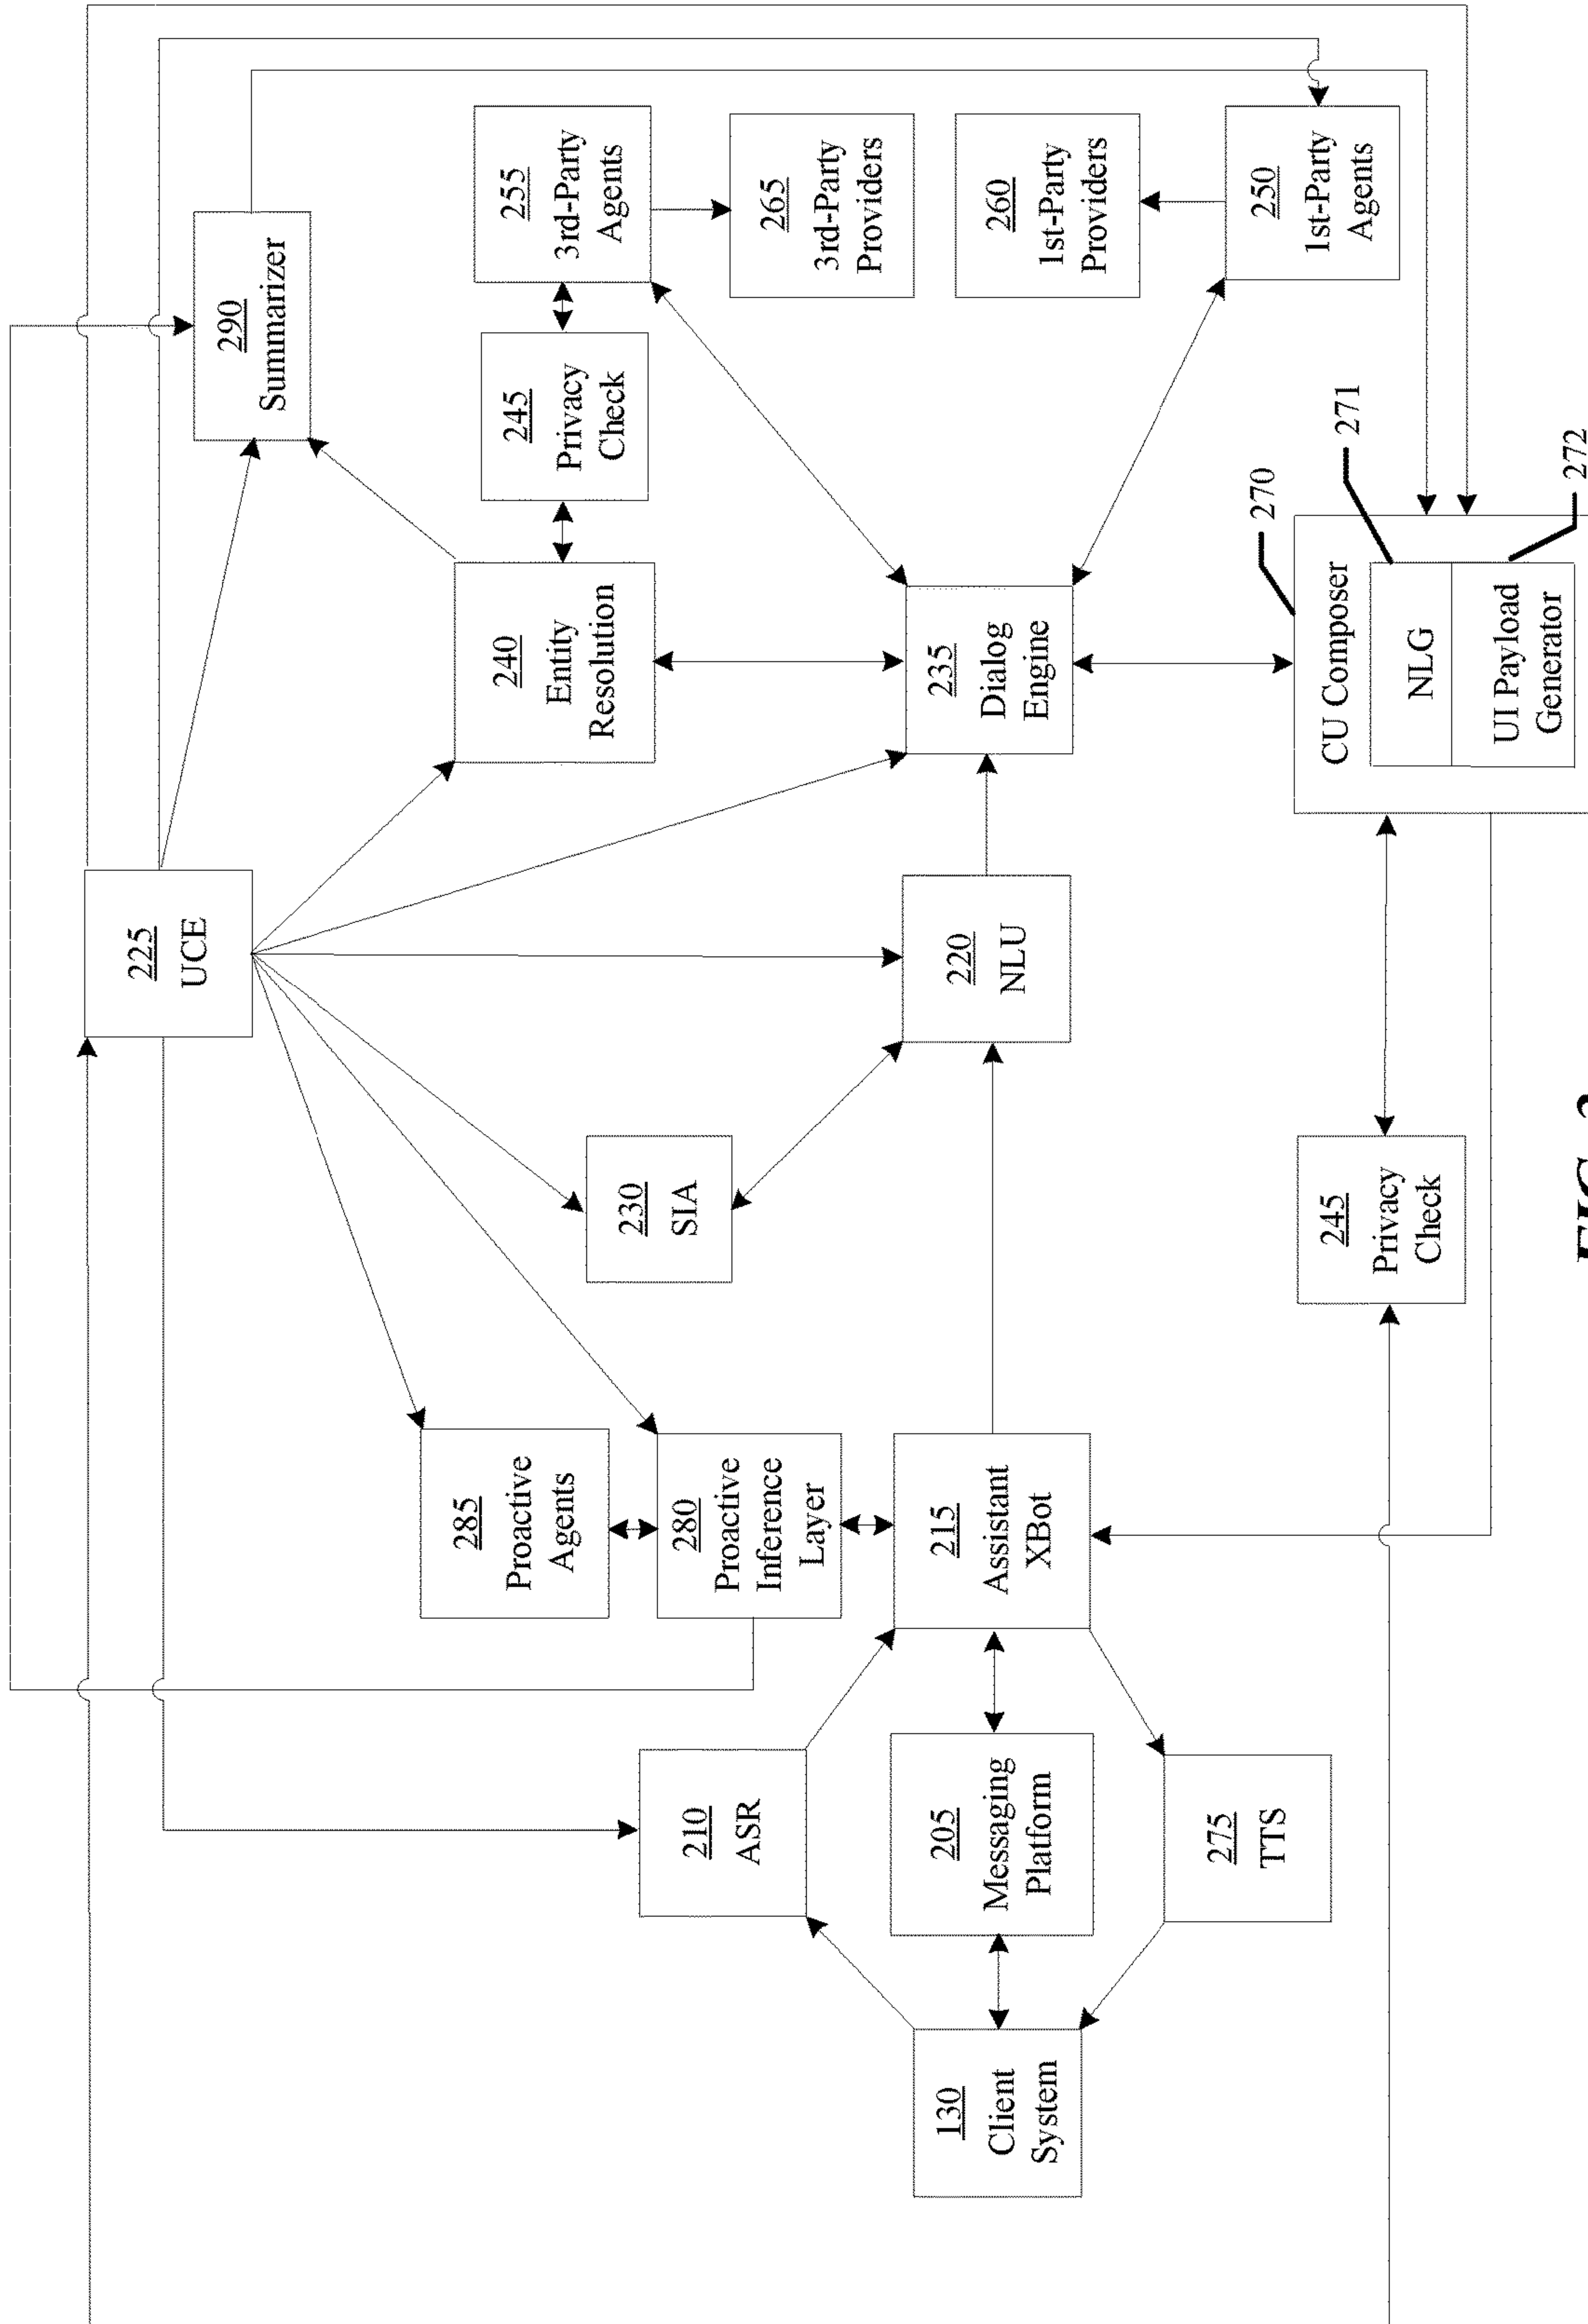 225
UCE
290
Summarizer
285
Proactive
Agents
240
Entity
Resolution
245
Privacy
Check
255
3rd-Party
Agents
230
SIA
210
ASR
280
Proactive
Inference
Layer
265
3rd-Party
Providers
130
Client
System
205
Messaging
Platform
215
Assistant
XBot
220
NLU
235
Dialog
Engine
260
1st-Party
Providers
275
TTS
250
1st-Party
Agents
245
Privacy
Check
270
CU Composer
271
NLG
272
UI Payload
Generator